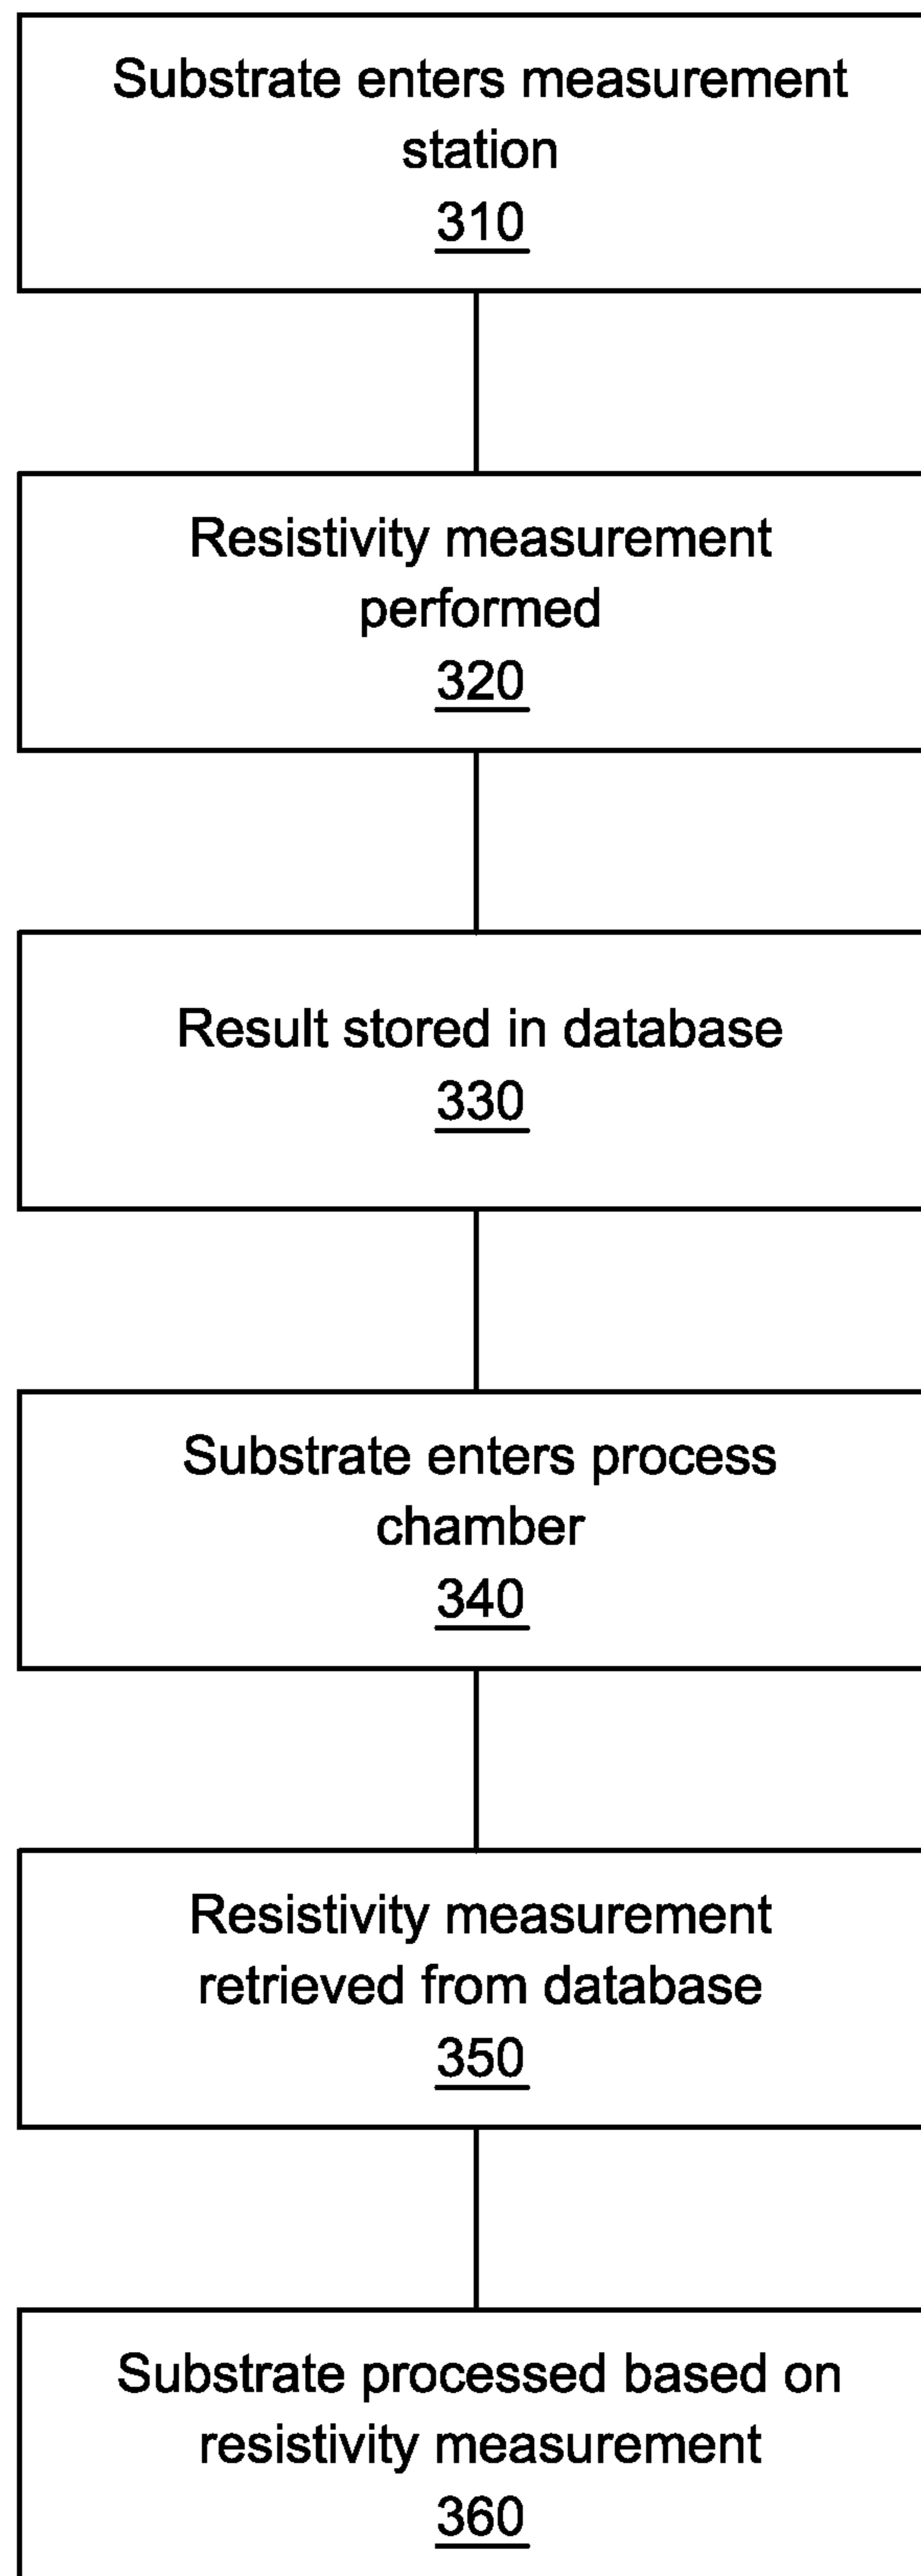 Substrate enters measurement
station
310
Resistivity measurement
performed
320
Result stored in database
330
Substrate enters process
chamber
340
Resistivity measurement
retrieved from database
350
Substrate processed based on
resistivity measurement
360